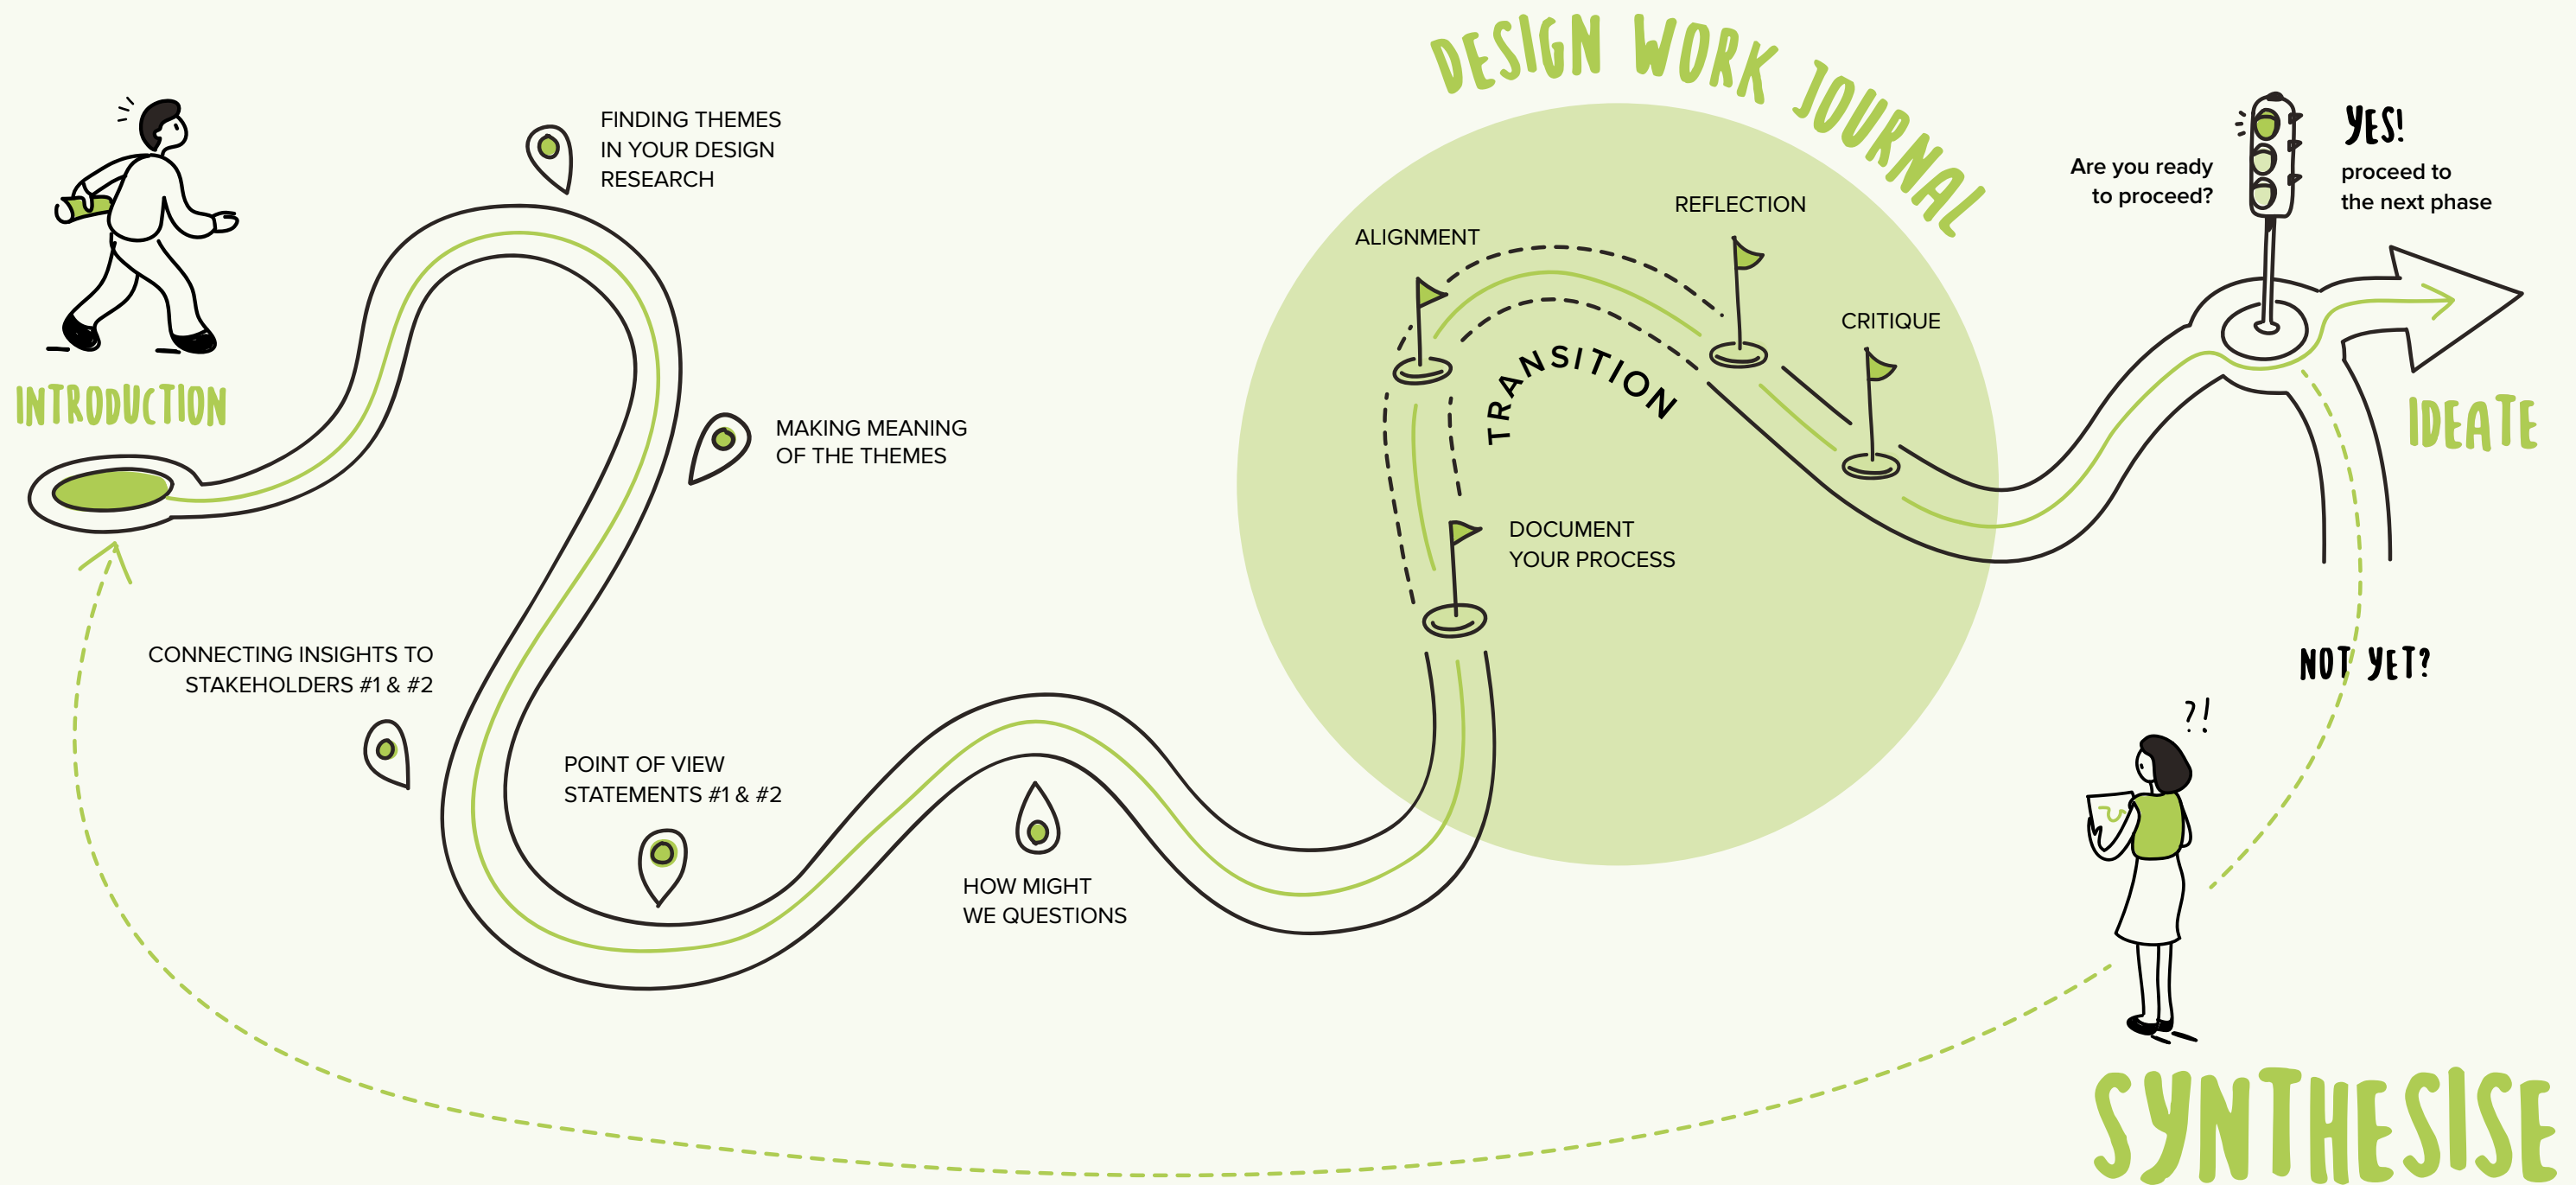 INTRODUCTION
FINDING THEMES
IN YOUR DESIGN
RESEARCH
MAKING MEANING
OF THE THEMES
CONNECTING INSIGHTS TO
STAKEHOLDERS #1 & #2
POINT OF VIEW
STATEMENTS #1 & #2
HOW MIGHT
WE QUESTIONS
DESIGN WORK JOURNAL
DOCUMENT
YOUR PROCESS
ALIGNMENT
TRANSITION
REFLECTION
CRITIQUE
Are you ready
to proceed?
YES!
proceed to
the next phase
IDEATE
NOT YET?
?!
SYNTHESISE